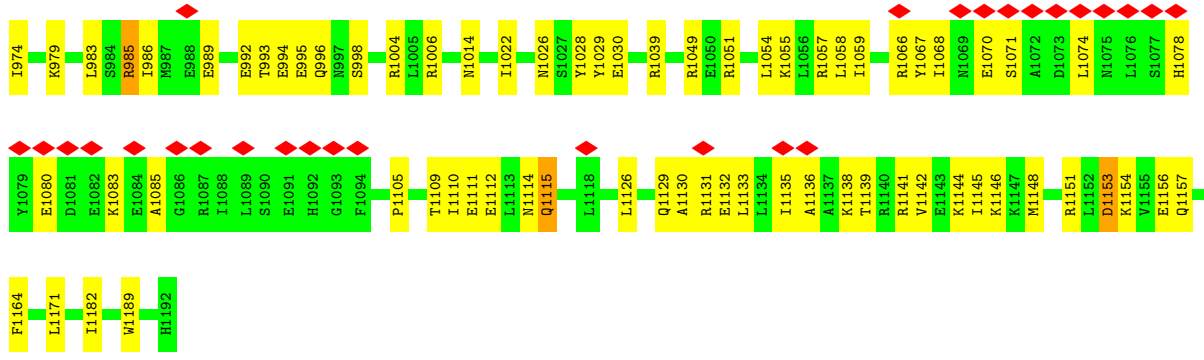 I974 K979 L983 S984 R985 I986 M987 E988 E989 E992 T993 E994 E995 Q996 N997 S998 R1004 L1005 R1006 N1014 I1022 N1026 S1027 Y1028 Y1029 E1030 R1039 R1049 E1050 R1051 L1054 K1055 L1056 R1057 L1058 I1059 R1066 Y1067 I1068 N1069 E1070 S1071 A1072 D1073 L1074 N1075 L1076 S1077 H1078
Y1079 E1080 D1081 E1082 K1083 E1084 A1085 G1086 R1087 I1088 L1089 S1090 E1091 H1092 G1093 F1094 P1105 T1109 I1110 E1111 E1112 L1113 N1114 Q1115 L1118 L1126 Q1129 A1130 R1131 E1132 L1133 L1134 I1135 A1136 A1137 K1138 T1139 R1140 R1141 V1142 E1143 K1144 I1145 K1146 K1147 M1148 R1151 L1152 D1153 K1154 V1155 E1156 Q1157
F1164 L1171 I1182 W1189 H1192